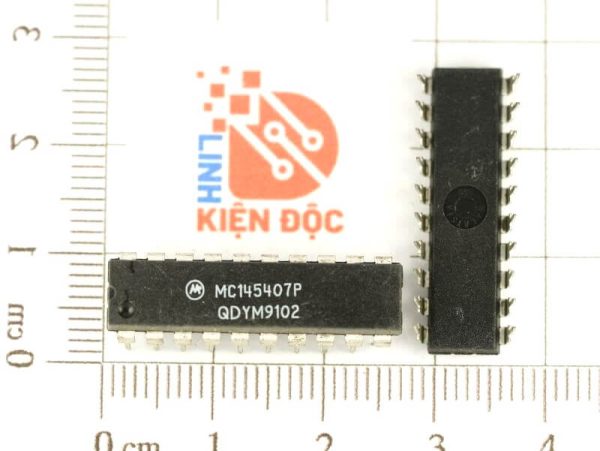 3
5
1
0 cm
LINH
KIỆN ĐỘC
MC145407P
QDYM9102
0 cm
1
2
3
4